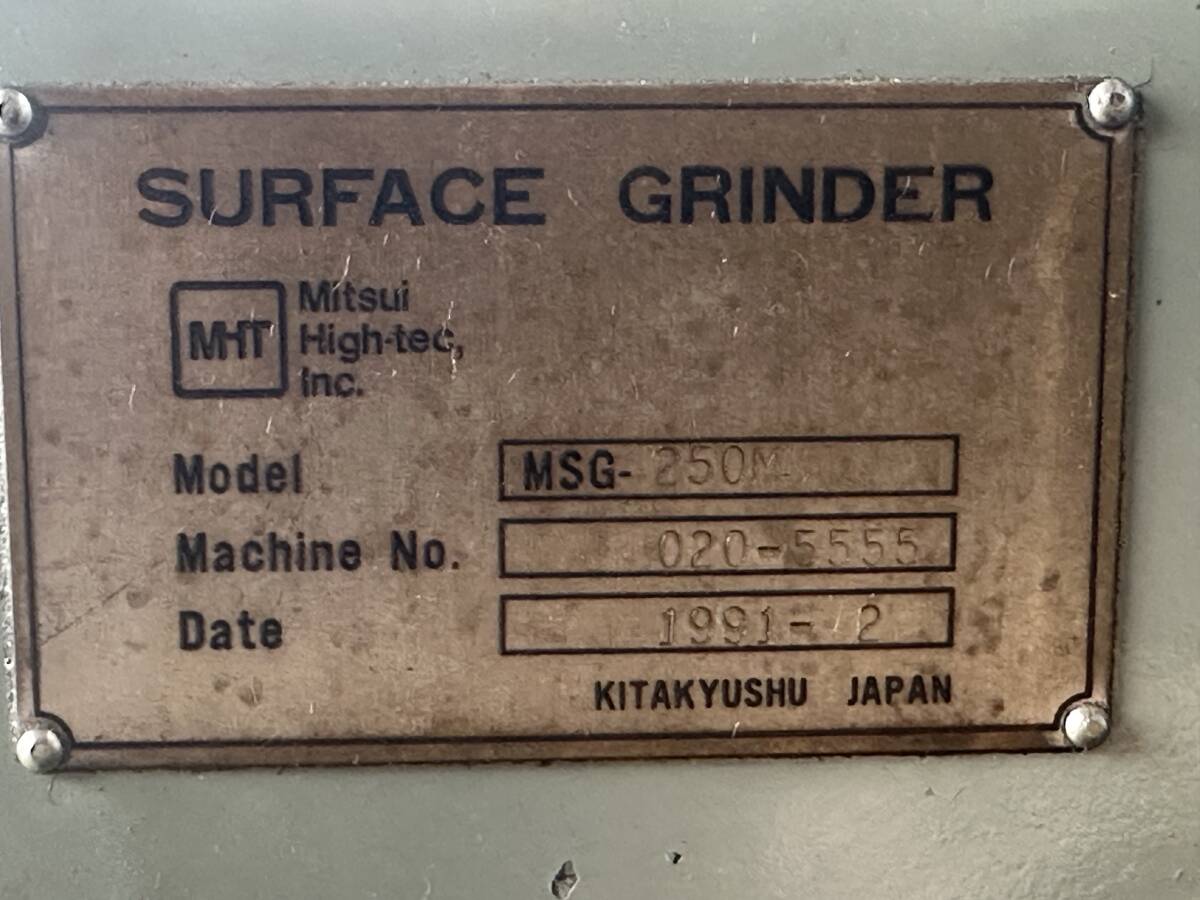 SURFACE GRINDER
MHT
Mitsui
High-tec,
Inc.
Model MSG-250M
Machine No. 020-5555
Date 1991- 2
KITAKYUSHU JAPAN